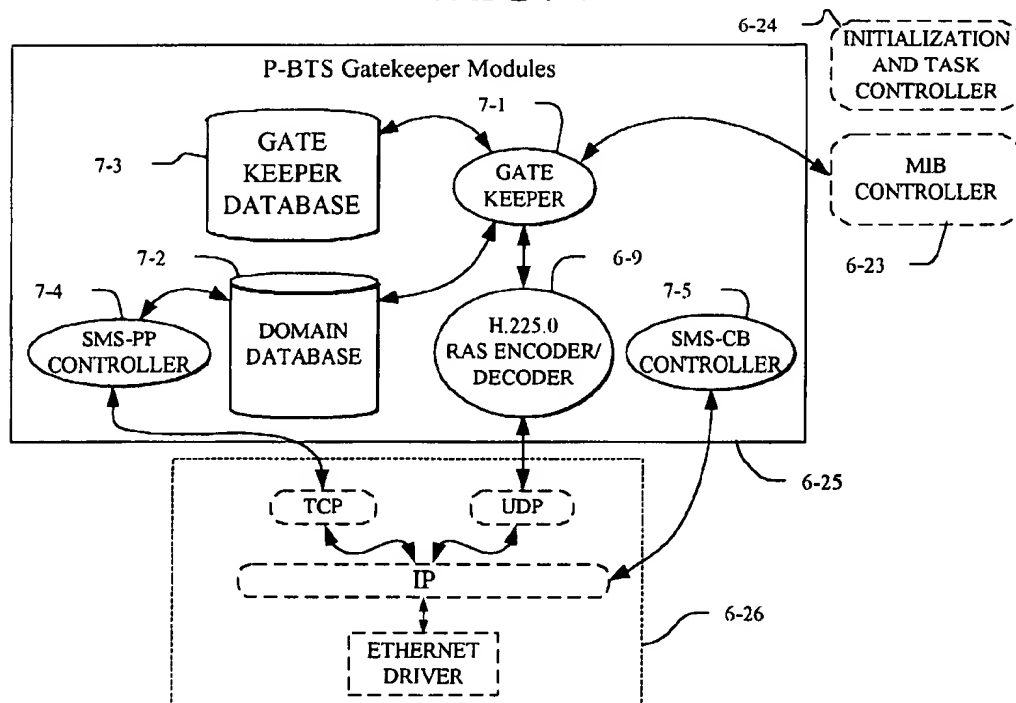 6-24
INITIALIZATION
AND TASK
CONTROLLER
P-BTS Gatekeeper Modules
7-1
7-3
GATE
KEEPER
DATABASE
GATE
KEEPER
MIB
CONTROLLER
6-23
7-2
6-9
7-4
7-5
SMS-PP
CONTROLLER
DOMAIN
DATABASE
H.225.0
RAS ENCODER/
DECODER
SMS-CB
CONTROLLER
6-25
TCP
UDP
IP
6-26
ETHERNET
DRIVER